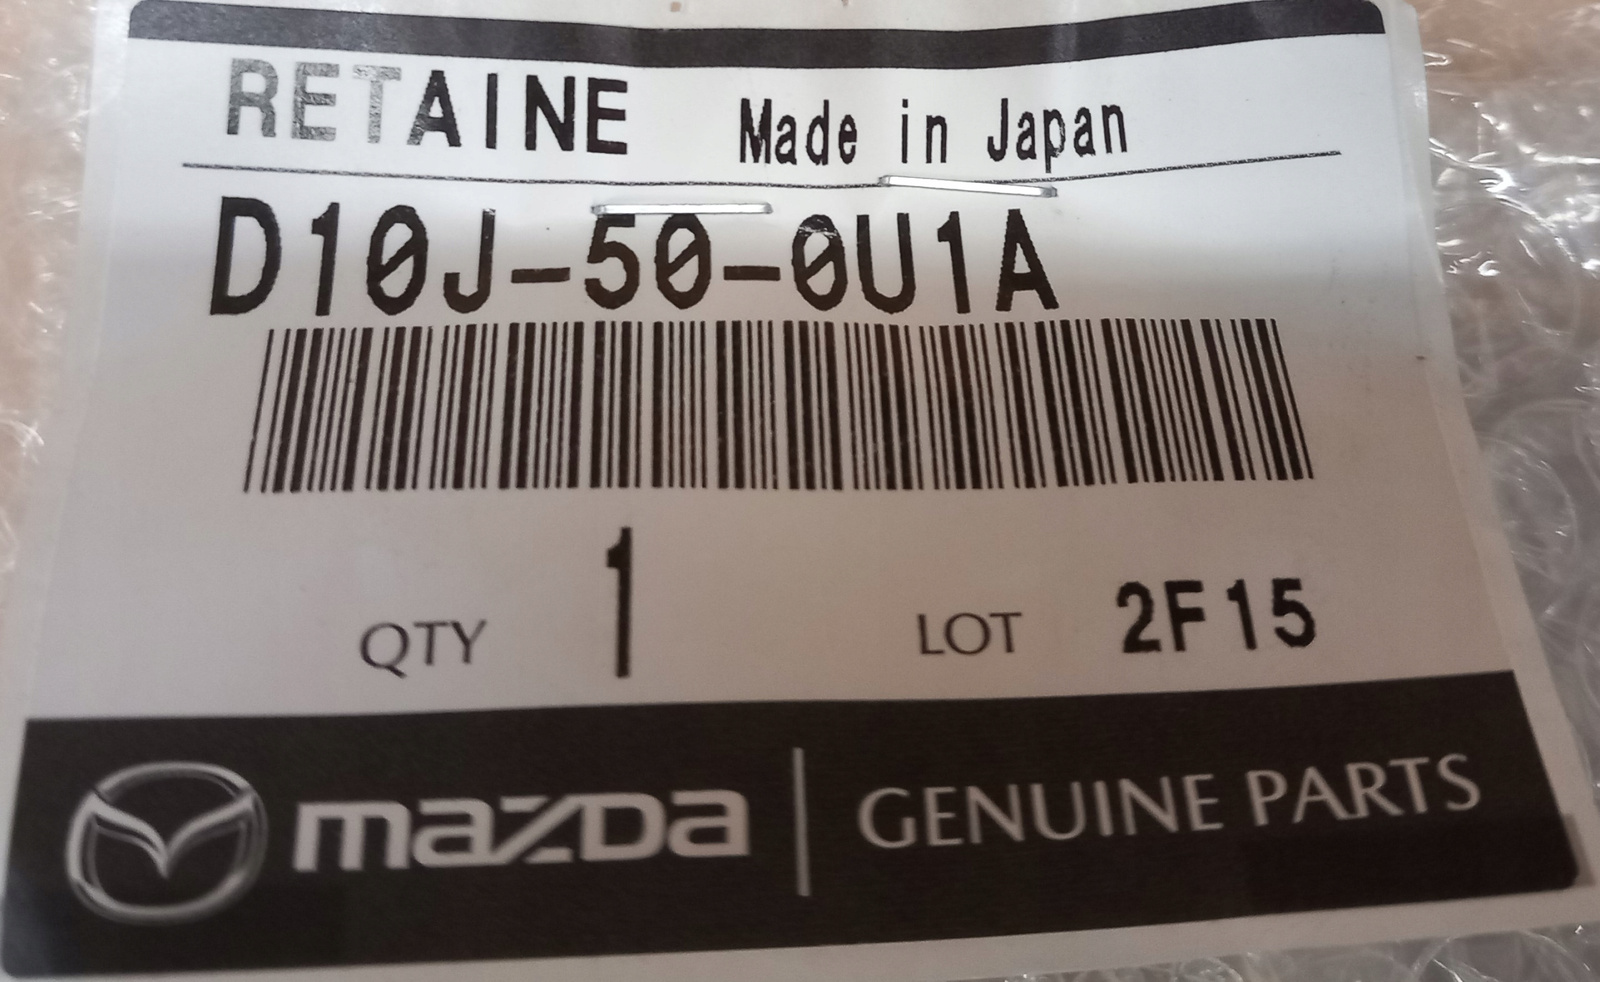 RETAINE Made in Japan
D10J-50-0U1A
QTY 1 LOT 2F15
mazDa GENUINE PARTS